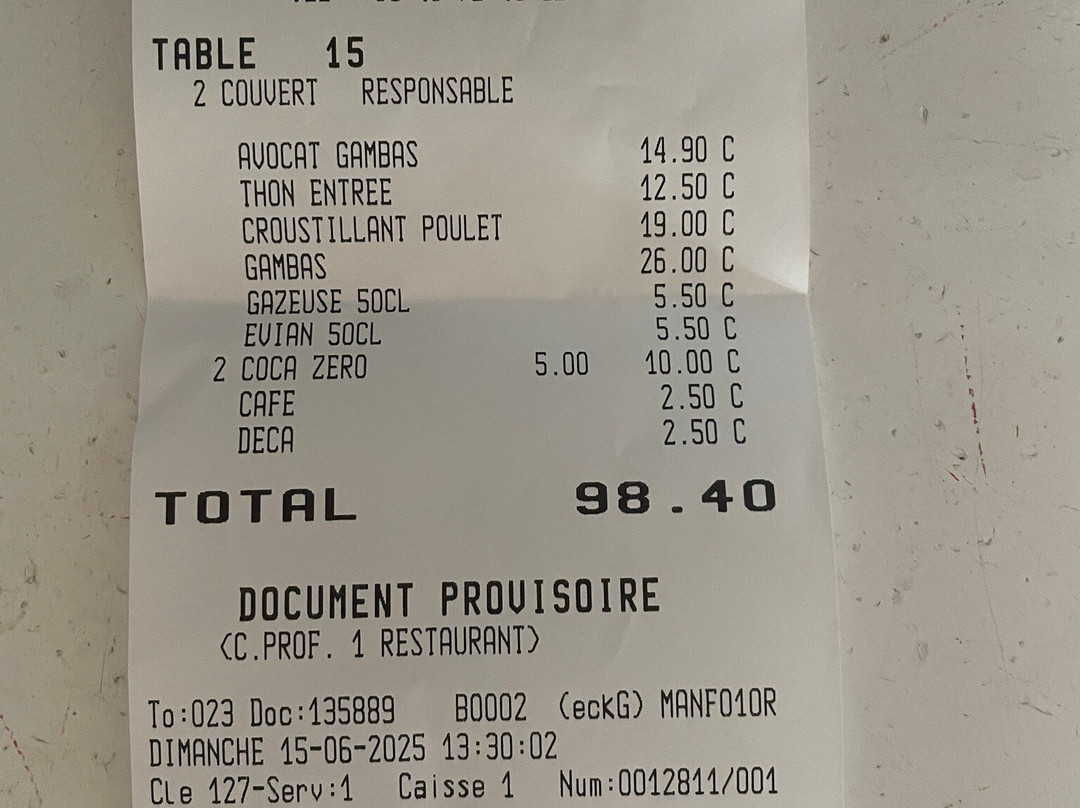 TABLE 15
2 COUVERT RESPONSABLE
AVOCAT GAMBAS 14.90 C
THON ENTREE 12.50 C
CROUSTILLANT POULET 19.00 C
GAMBAS 26.00 C
GAZEUSE 50CL 5.50 C
EVIAN 50CL 5.50 C
2 COCA ZERO 5.00 10.00 C
CAFE 2.50 C
DECA 2.50 C
TOTAL 98.40
DOCUMENT PROVISOIRE
(C.PROF. 1 RESTAURANT)
To:023 Doc:135889 B0002 (eckG) MANF010R
DIMANCHE 15-06-2025 13:30:02
Cle 127-Serv:1 Caisse 1 Num:0012811/001